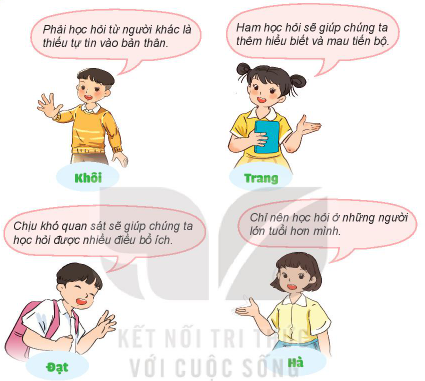 Phải học hỏi từ người khác là
thiếu tự tin vào bản thân.
Khôi
Ham học hỏi sẽ giúp chúng ta
thêm hiểu biết và mau tiến bộ.
Trang
Chịu khó quan sát sẽ giúp chúng ta
học hỏi được nhiều điều bổ ích.
Đạt
Chỉ nên học hỏi ở những người
lớn tuổi hơn mình.
Hà
KẾT NỐI TRI THỨC
VỚI CUỘC SỐNG